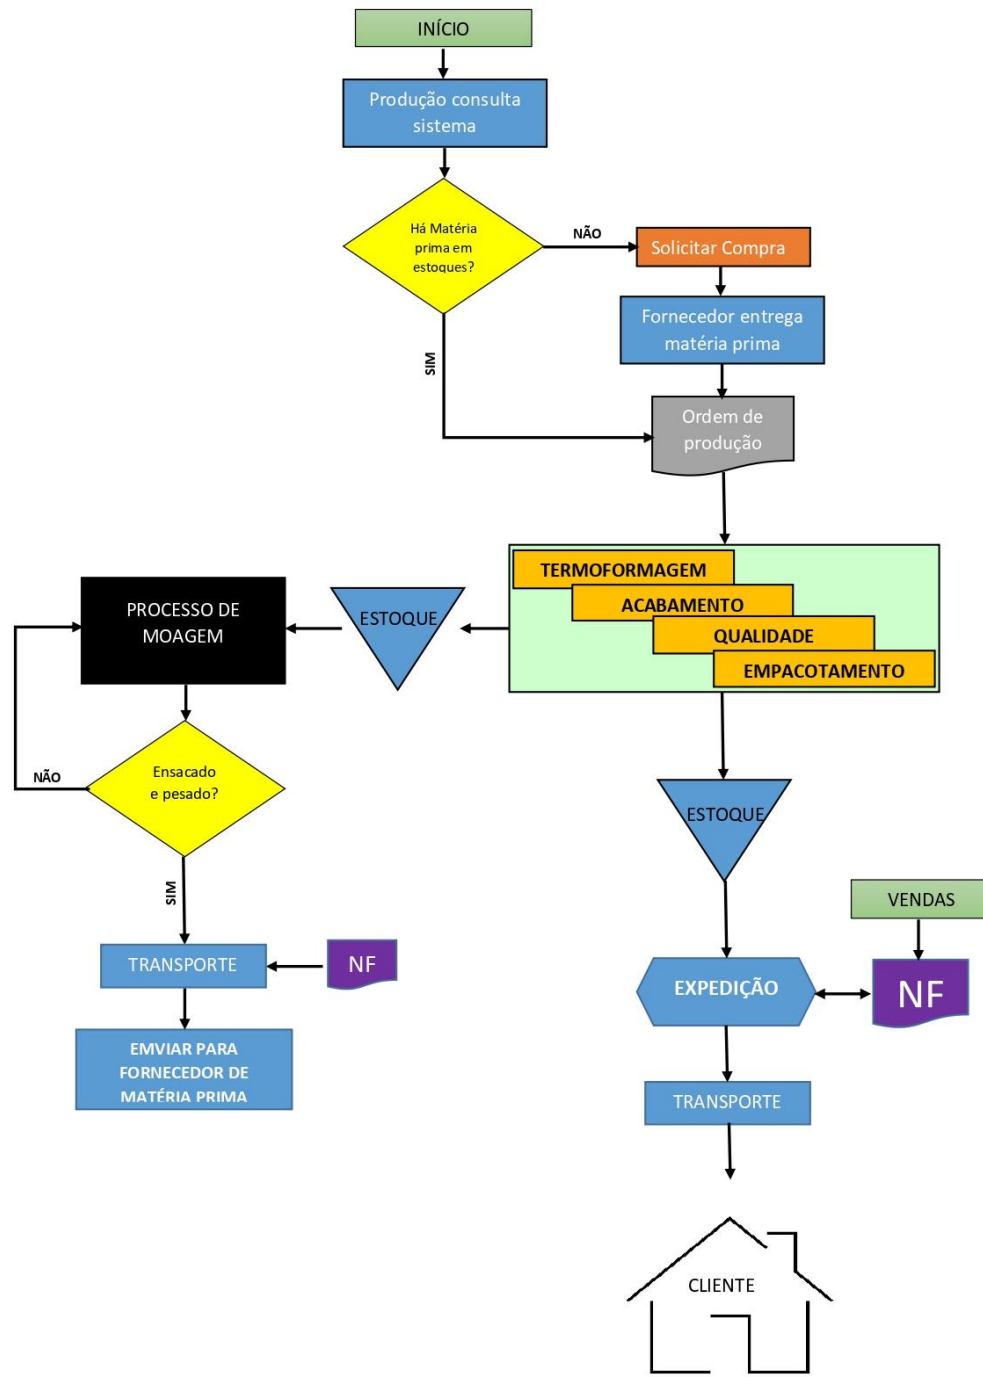 INÍCIO
Produção consulta
sistema
Há Matéria
prima em
estoques?
NÃO
Solicitar Compra
Fornecedor entrega
matéria prima
SIM
Ordem de
produção
TERMOFORMAGEM
ACABAMENTO
QUALIDADE
EMPACOTAMENTO
ESTOQUE
PROCESSO DE
MOAGEM
Ensacado
e pesado?
NÃO
SIM
TRANSPORTE
NF
EMVIAR PARA
FORNECEDOR DE
MATÉRIA PRIMA
ESTOQUE
VENDAS
EXPEDIÇÃO
NF
TRANSPORTE
CLIENTE